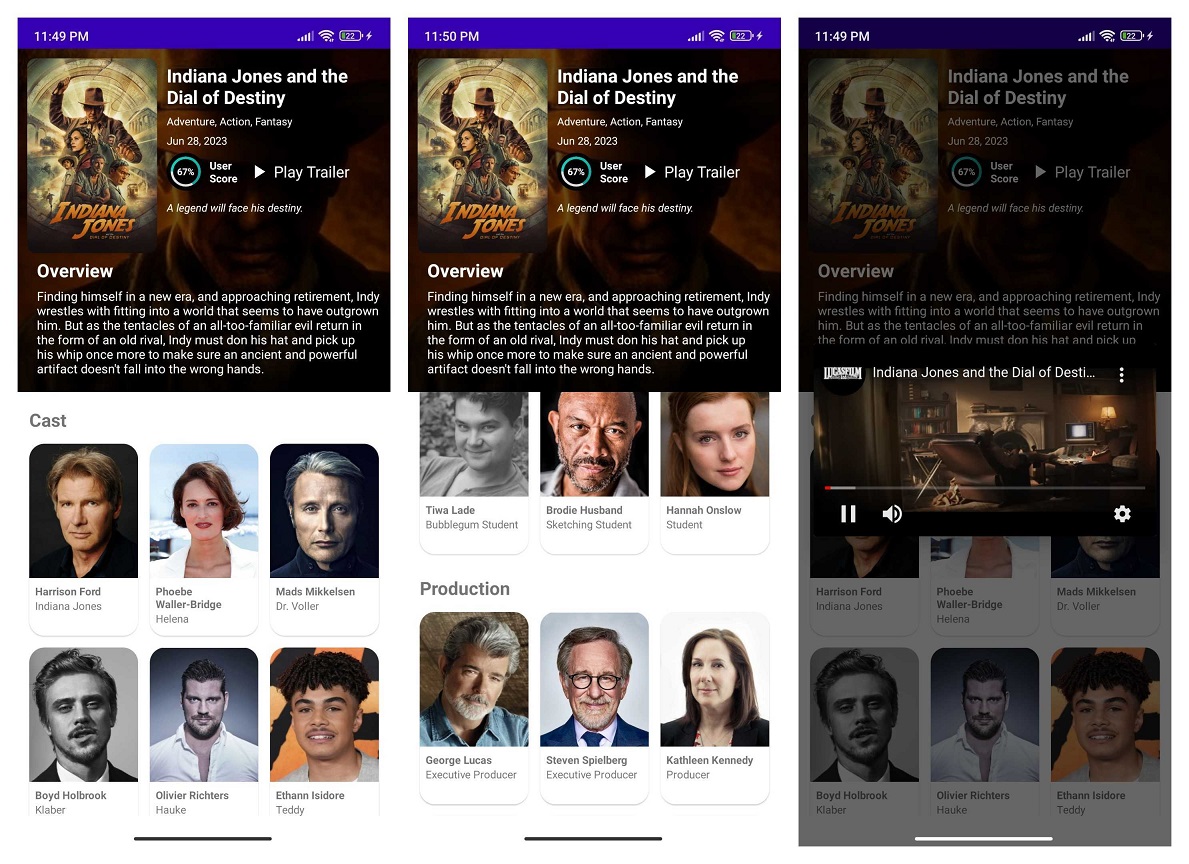 11:49 PM
22
INDIANA JONES
AND THE
DIAL OF DESTINY
Indiana Jones and the
Dial of Destiny
Adventure, Action, Fantasy
Jun 28, 2023
67%
User
Score
Play Trailer
A legend will face his destiny.
Overview
Finding himself in a new era, and approaching retirement, Indy
wrestles with fitting into a world that seems to have outgrown
him. But as the tentacles of an all-too-familiar evil return in
the form of an old rival, Indy must don his hat and pick up
his whip once more to make sure an ancient and powerful
artifact doesn't fall into the wrong hands.
Cast
Harrison Ford
Indiana Jones
Phoebe
Waller-Bridge
Helena
Mads Mikkelsen
Dr. Voller
Boyd Holbrook
Klaber
Olivier Richters
Hauke
Ethann Isidore
Teddy
11:50 PM
22
INDIANA JONES
AND THE
DIAL OF DESTINY
Indiana Jones and the
Dial of Destiny
Adventure, Action, Fantasy
Jun 28, 2023
67%
User
Score
Play Trailer
A legend will face his destiny.
Overview
Finding himself in a new era, and approaching retirement, Indy
wrestles with fitting into a world that seems to have outgrown
him. But as the tentacles of an all-too-familiar evil return in
the form of an old rival, Indy must don his hat and pick up
his whip once more to make sure an ancient and powerful
artifact doesn't fall into the wrong hands.
Tiwa Lade
Bubblegum Student
Brodie Husband
Sketching Student
Hannah Onslow
Student
Production
George Lucas
Executive Producer
Steven Spielberg
Executive Producer
Kathleen Kennedy
Producer
11:49 PM
22
INDIANA JONES
AND THE
DIAL OF DESTINY
Indiana Jones and the
Dial of Destiny
Adventure, Action, Fantasy
Jun 28, 2023
67%
User
Score
Play Trailer
A legend will face his destiny.
Overview
Finding himself in a new era, and approaching retirement, Indy
wrestles with fitting into a world that seems to have outgrown
him. But as the tentacles of an all-too-familiar evil return in
the form of an old rival, Indy must don his hat and pick up
LUCASFILM
Indiana Jones and the Dial of Desti...
Harrison Ford
Indiana Jones
Phoebe
Waller-Bridge
Helena
Mads Mikkelsen
Dr. Voller
Boyd Holbrook
Klaber
Olivier Richters
Hauke
Ethann Isidore
Teddy